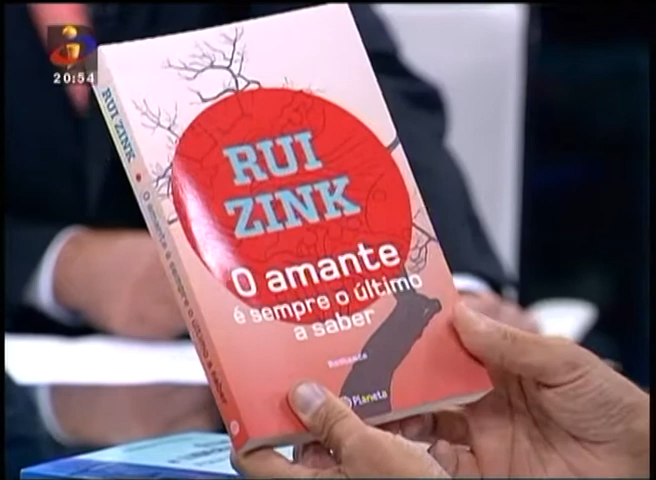 20:54
RUI
ZINK
O amante
é sempre o último
a saber
Romance
Planeta
RUI ZINK • O amante é sempre o último a saber